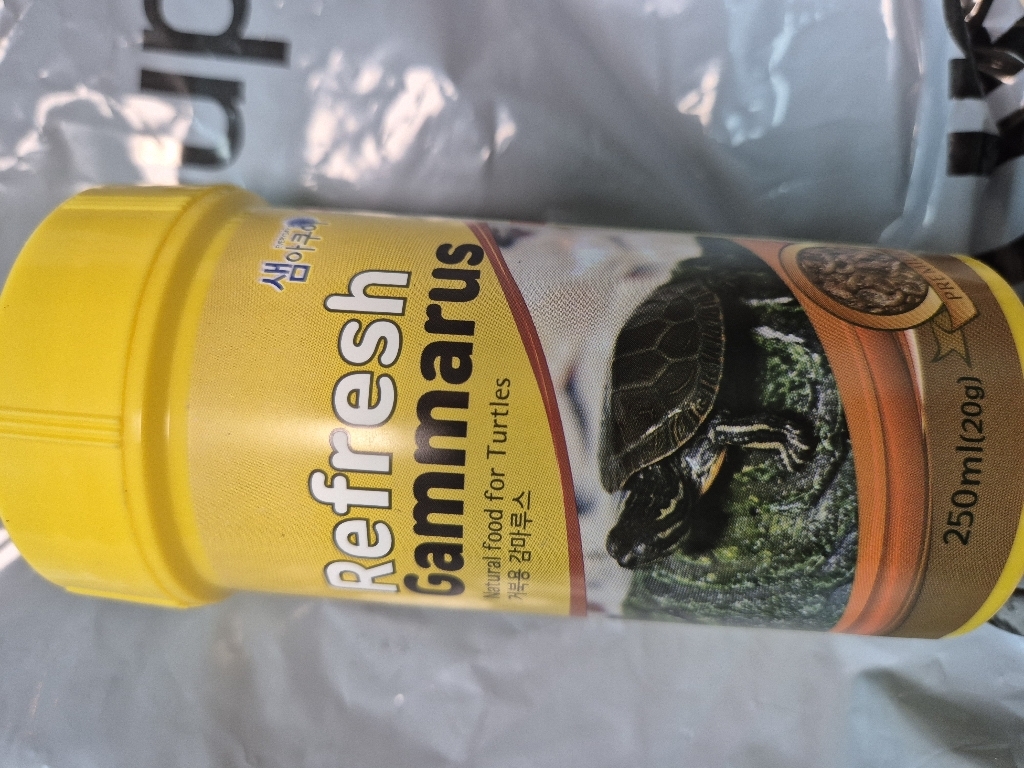 up
샘아쿠아
Refresh
Gammarus
Natural food for Turtles
거북용 감마루스
250ml(20g)